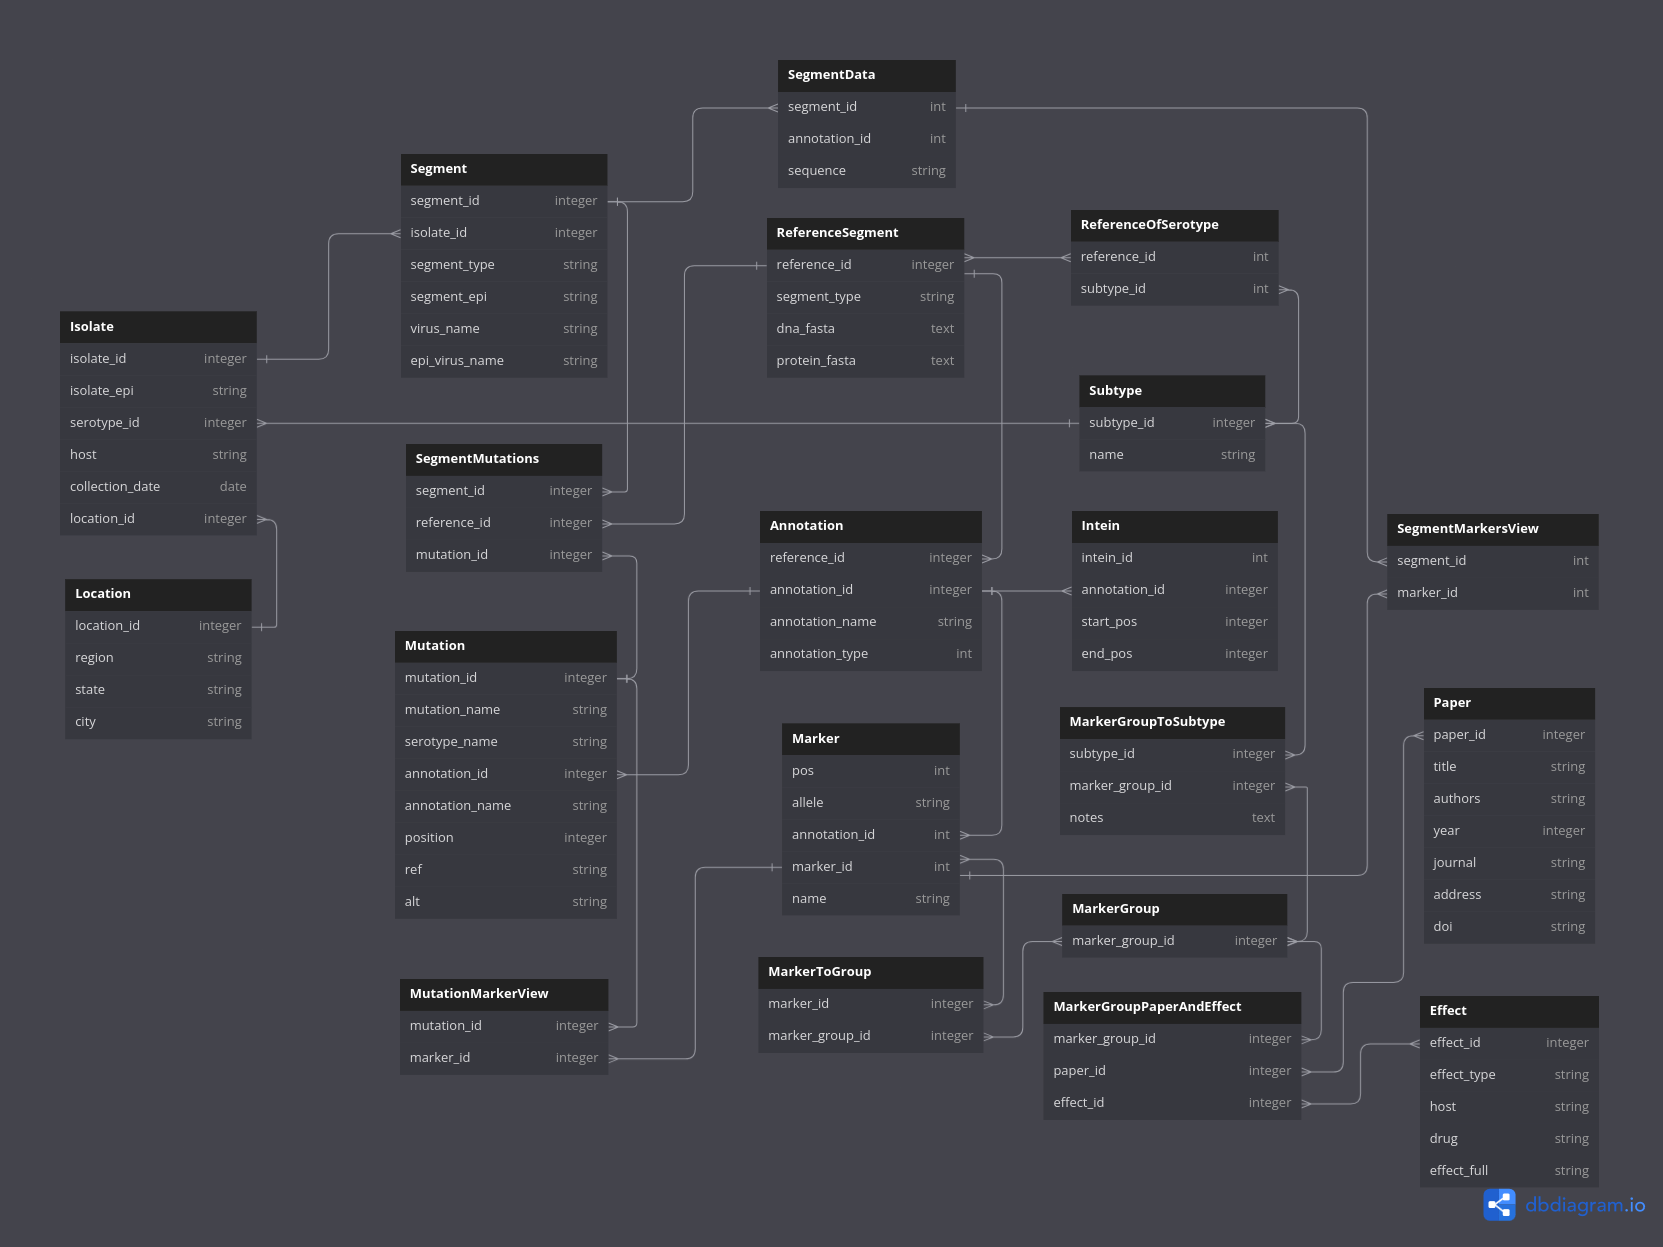 SegmentData
segment_id int
annotation_id int
sequence string
Segment
segment_id integer
isolate_id integer
segment_type string
segment_epi string
virus_name string
epi_virus_name string
ReferenceSegment
reference_id integer
segment_type string
dna_fasta text
protein_fasta text
ReferenceOfSerotype
reference_id int
subtype_id int
Isolate
isolate_id integer
isolate_epi string
serotype_id integer
host string
collection_date date
location_id integer
Subtype
subtype_id integer
name string
SegmentMutations
segment_id integer
reference_id integer
mutation_id integer
Annotation
reference_id integer
annotation_id integer
annotation_name string
annotation_type int
Intein
intein_id int
annotation_id integer
start_pos integer
end_pos integer
SegmentMarkersView
segment_id int
marker_id int
Location
location_id integer
region string
state string
city string
Mutation
mutation_id integer
mutation_name string
serotype_name string
annotation_id integer
annotation_name string
position integer
ref string
alt string
Marker
pos int
allele string
annotation_id int
marker_id int
name string
MarkerGroupToSubtype
subtype_id integer
marker_group_id integer
notes text
Paper
paper_id integer
title string
authors string
year integer
journal string
address string
doi string
MarkerGroup
marker_group_id integer
MutationMarkerView
mutation_id integer
marker_id integer
MarkerToGroup
marker_id integer
marker_group_id integer
MarkerGroupPaperAndEffect
marker_group_id integer
paper_id integer
effect_id integer
Effect
effect_id integer
effect_type string
host string
drug string
effect_full string
dbdiagram.io